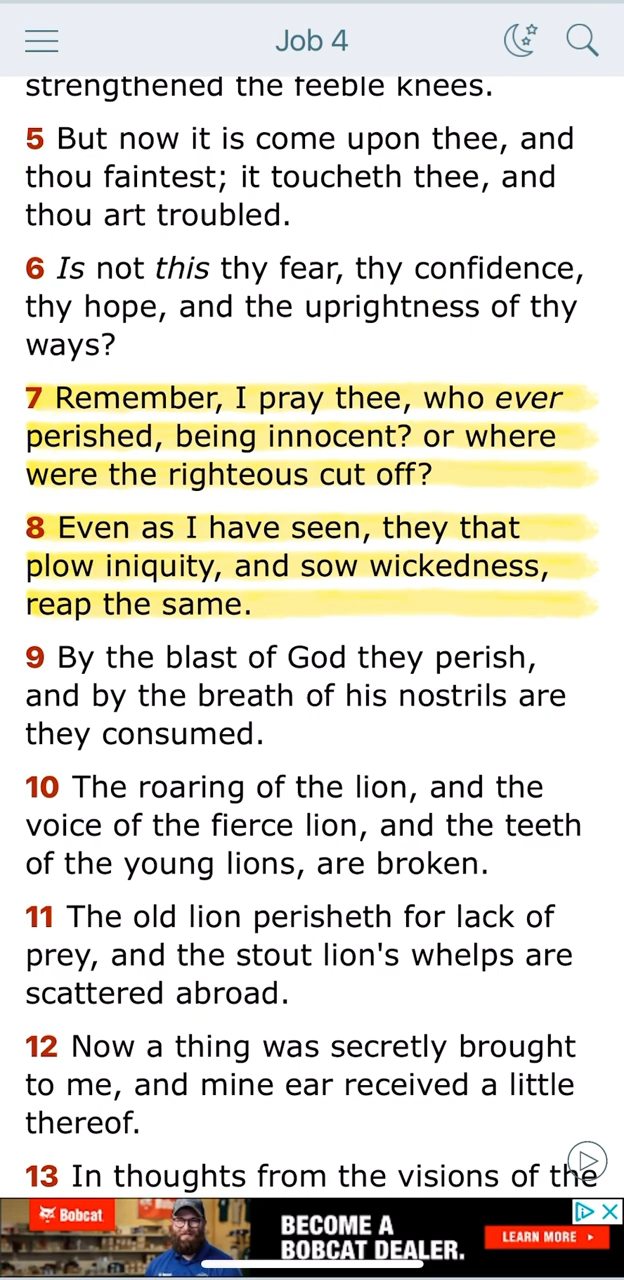 Job 4
strengthened the feeble knees.
5 But now it is come upon thee, and
thou faintest; it toucheth thee, and
thou art troubled.
6 Is not this thy fear, thy confidence,
thy hope, and the uprightness of thy
ways?
7 Remember, I pray thee, who ever
perished, being innocent? or where
were the righteous cut off?
8 Even as I have seen, they that
plow iniquity, and sow wickedness,
reap the same.
9 By the blast of God they perish,
and by the breath of his nostrils are
they consumed.
10 The roaring of the lion, and the
voice of the fierce lion, and the teeth
of the young lions, are broken.
11 The old lion perisheth for lack of
prey, and the stout lion's whelps are
scattered abroad.
12 Now a thing was secretly brought
to me, and mine ear received a little
thereof.
13 In thoughts from the visions of the
Bobcat
BECOME A
BOBCAT DEALER.
LEARN MORE